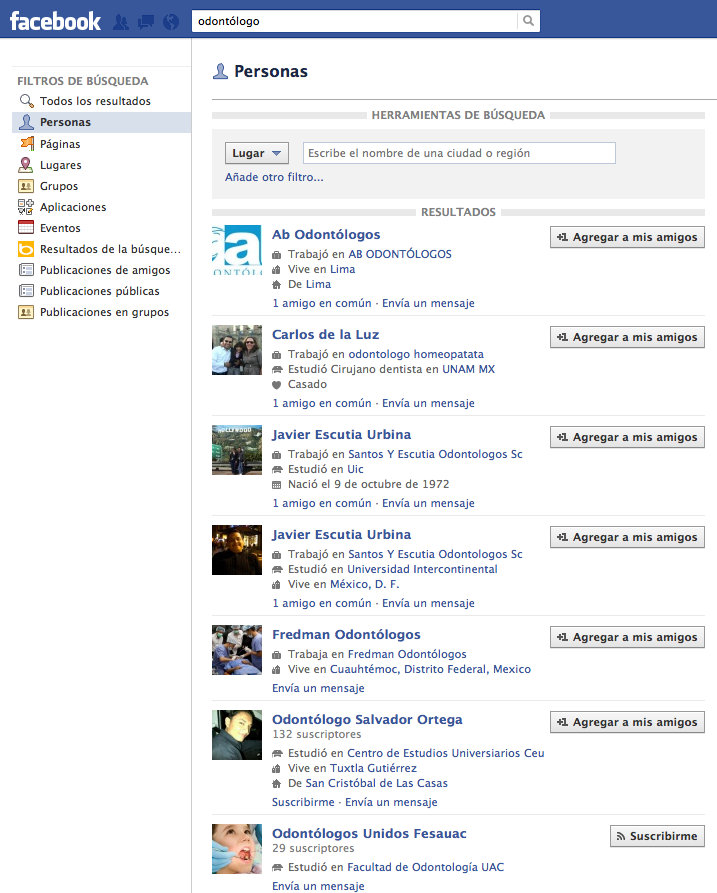 facebook
odontólogo
FILTROS DE BÚSQUEDA
Todos los resultados
Personas
Páginas
Lugares
Grupos
Aplicaciones
Eventos
Resultados de la búsque...
Publicaciones de amigos
Publicaciones públicas
Publicaciones en grupos
Personas
HERRAMIENTAS DE BÚSQUEDA
Lugar
Escribe el nombre de una ciudad o región
Añade otro filtro...
RESULTADOS
Ab Odontólogos
Agregar a mis amigos
Trabajó en AB ODONTÓLOGOS
Vive en Lima
De Lima
1 amigo en común · Envía un mensaje
Carlos de la Luz
Agregar a mis amigos
Trabajó en odontologo homeopatata
Estudió Cirujano dentista en UNAM MX
Casado
1 amigo en común · Envía un mensaje
Javier Escutia Urbina
Agregar a mis amigos
Trabajó en Santos Y Escutia Odontologos Sc
Estudió en Uic
Nació el 9 de octubre de 1972
1 amigo en común · Envía un mensaje
Javier Escutia Urbina
Agregar a mis amigos
Trabajó en Santos Y Escutia Odontologos Sc
Estudió en Universidad Intercontinental
Vive en México, D. F.
1 amigo en común · Envía un mensaje
Fredman Odontólogos
Agregar a mis amigos
Trabaja en Fredman Odontólogos
Vive en Cuauhtémoc, Distrito Federal, Mexico
Envía un mensaje
Odontólogo Salvador Ortega
Agregar a mis amigos
132 suscriptores
Estudió en Centro de Estudios Universiarios Ceu
Vive en Tuxtla Gutiérrez
De San Cristóbal de Las Casas
Suscribirme · Envía un mensaje
Odontólogos Unidos Fesauac
Suscribirme
29 suscriptores
Estudió en Facultad de Odontología UAC
Envía un mensaje